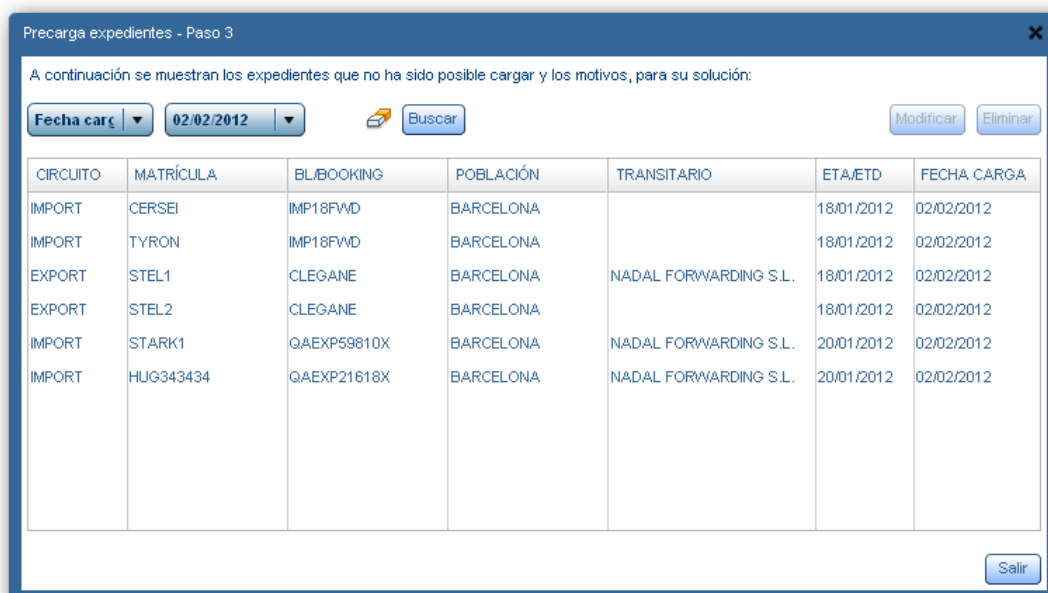 Precarga expedientes - Paso 3
A continuación se muestran los expedientes que no ha sido posible cargar y los motivos, para su solución:
Fecha carg 02/02/2012 Buscar Modificar Eliminar
CIRCUITO MATRÍCULA BL/BOOKING POBLACIÓN TRANSITARIO ETA/ETD FECHA CARGA
IMPORT CERSEI IMP18FWD BARCELONA 18/01/2012 02/02/2012
IMPORT TYRON IMP18FWD BARCELONA 18/01/2012 02/02/2012
EXPORT STEL1 CLEGANE BARCELONA NADAL FORWARDING S.L. 18/01/2012 02/02/2012
EXPORT STEL2 CLEGANE BARCELONA 18/01/2012 02/02/2012
IMPORT STARK1 QAEXP59810X BARCELONA NADAL FORWARDING S.L. 20/01/2012 02/02/2012
IMPORT HUG343434 QAEXP21618X BARCELONA NADAL FORWARDING S.L. 20/01/2012 02/02/2012
Salir